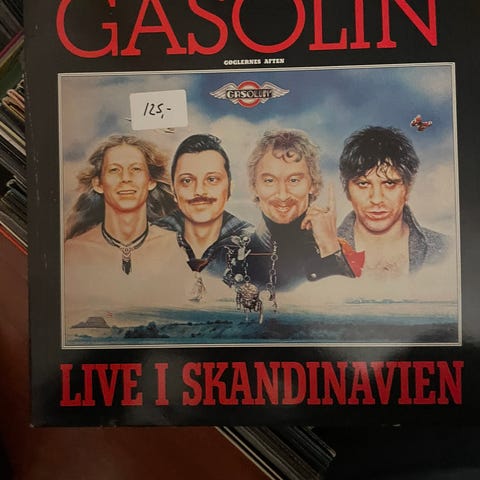 GASOLIN
GØGLERNES AFTEN
GASOLIN'
125,-
LIVE I SKANDINAVIEN